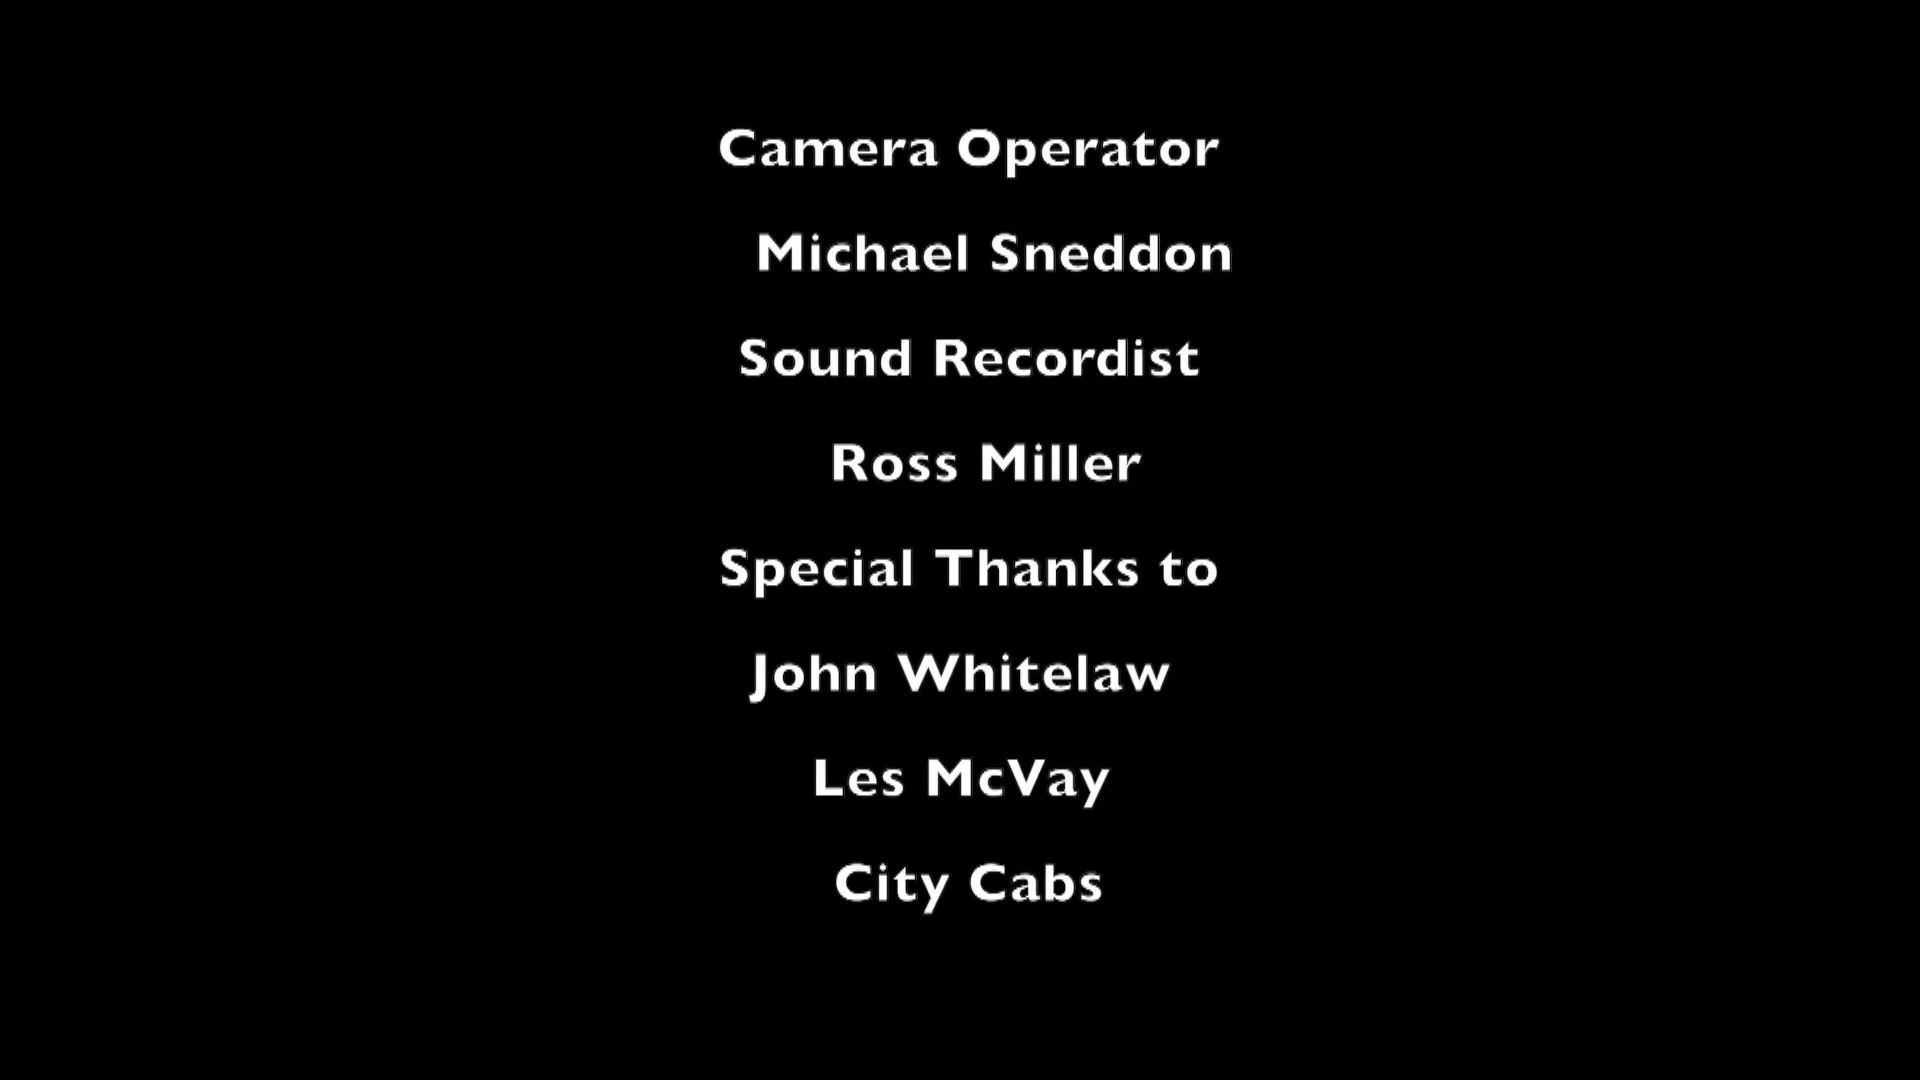 Camera Operator
Michael Sneddon
Sound Recordist
Ross Miller
Special Thanks to
John Whitelaw
Les McVay
City Cabs